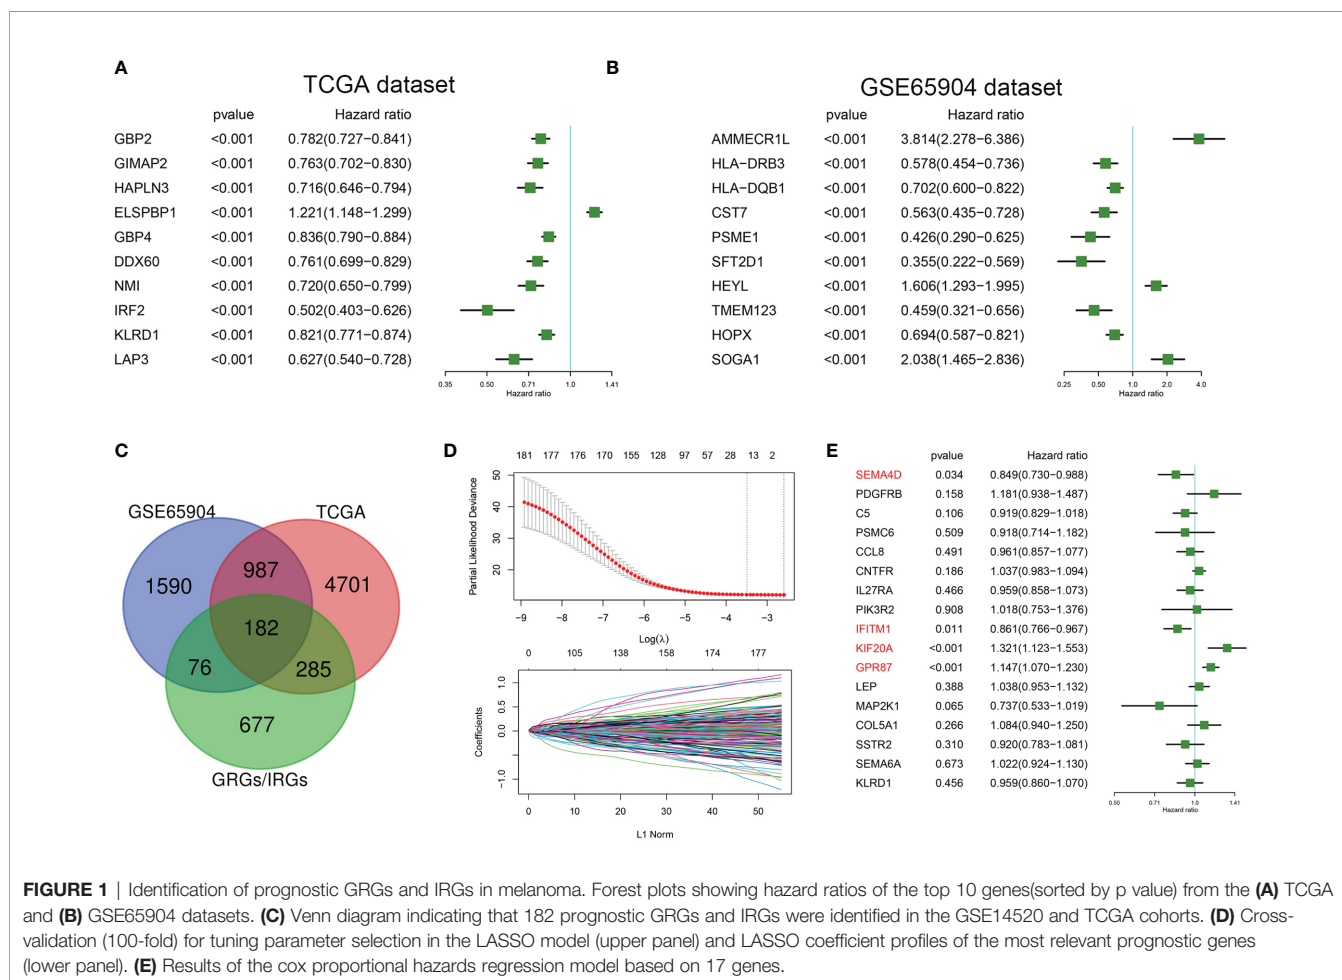 A
TCGA dataset
pvalue Hazard ratio
GBP2 <0.001 0.782(0.727−0.841)
GIMAP2 <0.001 0.763(0.702−0.830)
HAPLN3 <0.001 0.716(0.646−0.794)
ELSPBP1 <0.001 1.221(1.148−1.299)
GBP4 <0.001 0.836(0.790−0.884)
DDX60 <0.001 0.761(0.699−0.829)
NMI <0.001 0.720(0.650−0.799)
IRF2 <0.001 0.502(0.403−0.626)
KLRD1 <0.001 0.821(0.771−0.874)
LAP3 <0.001 0.627(0.540−0.728)
0.35 0.50 0.71 1.0 1.41
Hazard ratio
B
GSE65904 dataset
pvalue Hazard ratio
AMMECR1L <0.001 3.814(2.278−6.386)
HLA−DRB3 <0.001 0.578(0.454−0.736)
HLA−DQB1 <0.001 0.702(0.600−0.822)
CST7 <0.001 0.563(0.435−0.728)
PSME1 <0.001 0.426(0.290−0.625)
SFT2D1 <0.001 0.355(0.222−0.569)
HEYL <0.001 1.606(1.293−1.995)
TMEM123 <0.001 0.459(0.321−0.656)
HOPX <0.001 0.694(0.587−0.821)
SOGA1 <0.001 2.038(1.465−2.836)
0.25 0.50 1.0 2.0 4.0
Hazard ratio
C
GSE65904 TCGA
1590 987 4701
182
76 285
677
GRGs/IRGs
D
181 177 176 170 155 128 97 57 28 13 2
Partial Likelihood Deviance
50
40
30
20
−9 −8 −7 −6 −5 −4 −3
Log(λ)
0 105 138 158 174 177
Coefficients
1.0
0.5
0.0
−1.0
0 10 20 30 40 50
L1 Norm
E
pvalue Hazard ratio
SEMA4D 0.034 0.849(0.730−0.988)
PDGFRB 0.158 1.181(0.938−1.487)
C5 0.106 0.919(0.829−1.018)
PSMC6 0.509 0.918(0.714−1.182)
CCL8 0.491 0.961(0.857−1.077)
CNTFR 0.186 1.037(0.983−1.094)
IL27RA 0.466 0.959(0.858−1.073)
PIK3R2 0.908 1.018(0.753−1.376)
IFITM1 0.011 0.861(0.766−0.967)
KIF20A <0.001 1.321(1.123−1.553)
GPR87 <0.001 1.147(1.070−1.230)
LEP 0.388 1.038(0.953−1.132)
MAP2K1 0.065 0.737(0.533−1.019)
COL5A1 0.266 1.084(0.940−1.250)
SSTR2 0.310 0.920(0.783−1.081)
SEMA6A 0.673 1.022(0.924−1.130)
KLRD1 0.456 0.959(0.860−1.070)
0.50 0.71 1.0 1.41
Hazard ratio
FIGURE 1 | Identification of prognostic GRGs and IRGs in melanoma. Forest plots showing hazard ratios of the top 10 genes(sorted by p value) from the (A) TCGA
and (B) GSE65904 datasets. (C) Venn diagram indicating that 182 prognostic GRGs and IRGs were identified in the GSE14520 and TCGA cohorts. (D) Cross-
validation (100-fold) for tuning parameter selection in the LASSO model (upper panel) and LASSO coefficient profiles of the most relevant prognostic genes
(lower panel). (E) Results of the cox proportional hazards regression model based on 17 genes.